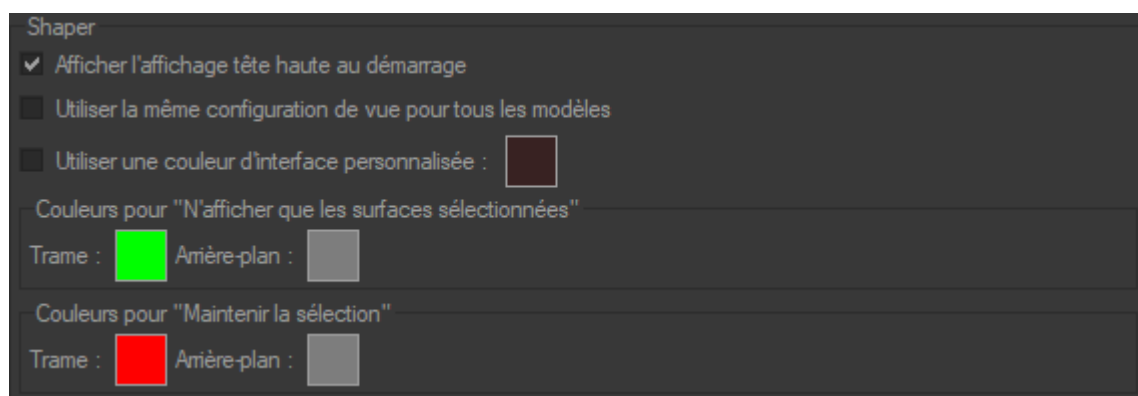 Shaper
Afficher l'affichage tête haute au démarrage
Utiliser la même configuration de vue pour tous les modèles
Utiliser une couleur d'interface personnalisée :
Couleurs pour "N'afficher que les surfaces sélectionnées"
Trame : Arrière-plan :
Couleurs pour "Maintenir la sélection"
Trame : Arrière-plan :